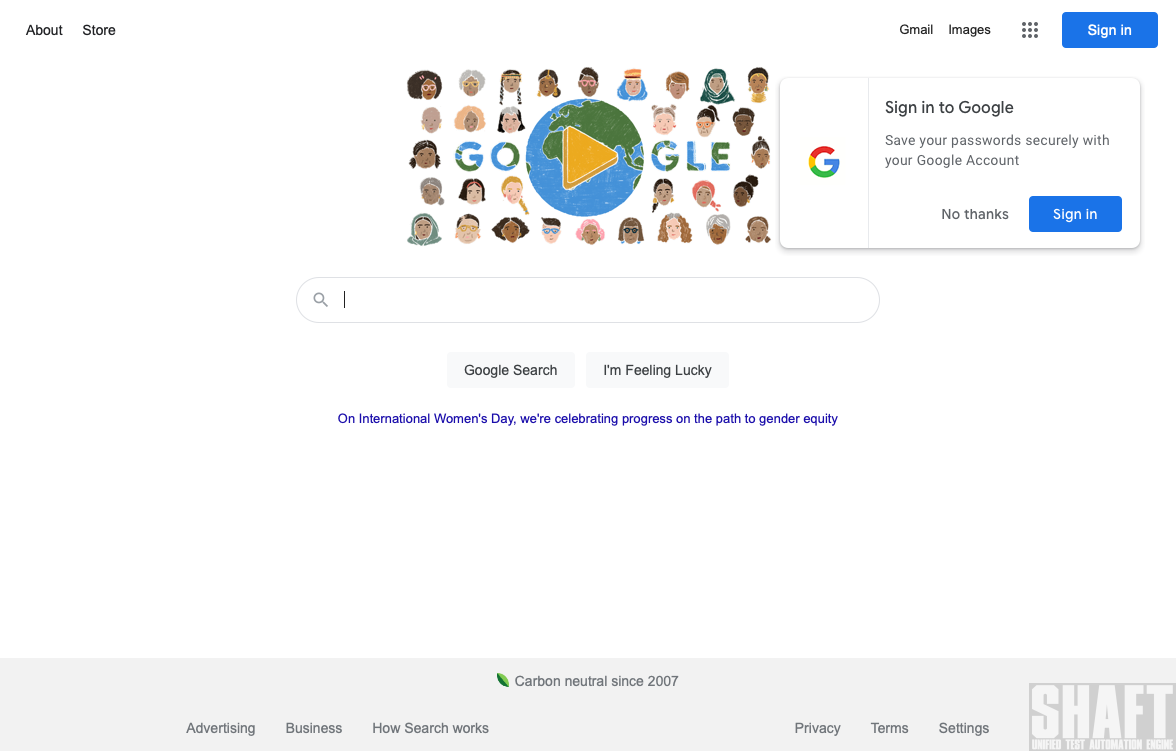 About Store
Gmail Images
Sign in
GO GLE
Sign in to Google
Save your passwords securely with
your Google Account
No thanks
Sign in
Google Search
I'm Feeling Lucky
On International Women's Day, we're celebrating progress on the path to gender equity
Carbon neutral since 2007
Advertising Business How Search works
Privacy Terms Settings
SHAFT
UNIFIED TEST AUTOMATION ENGINE